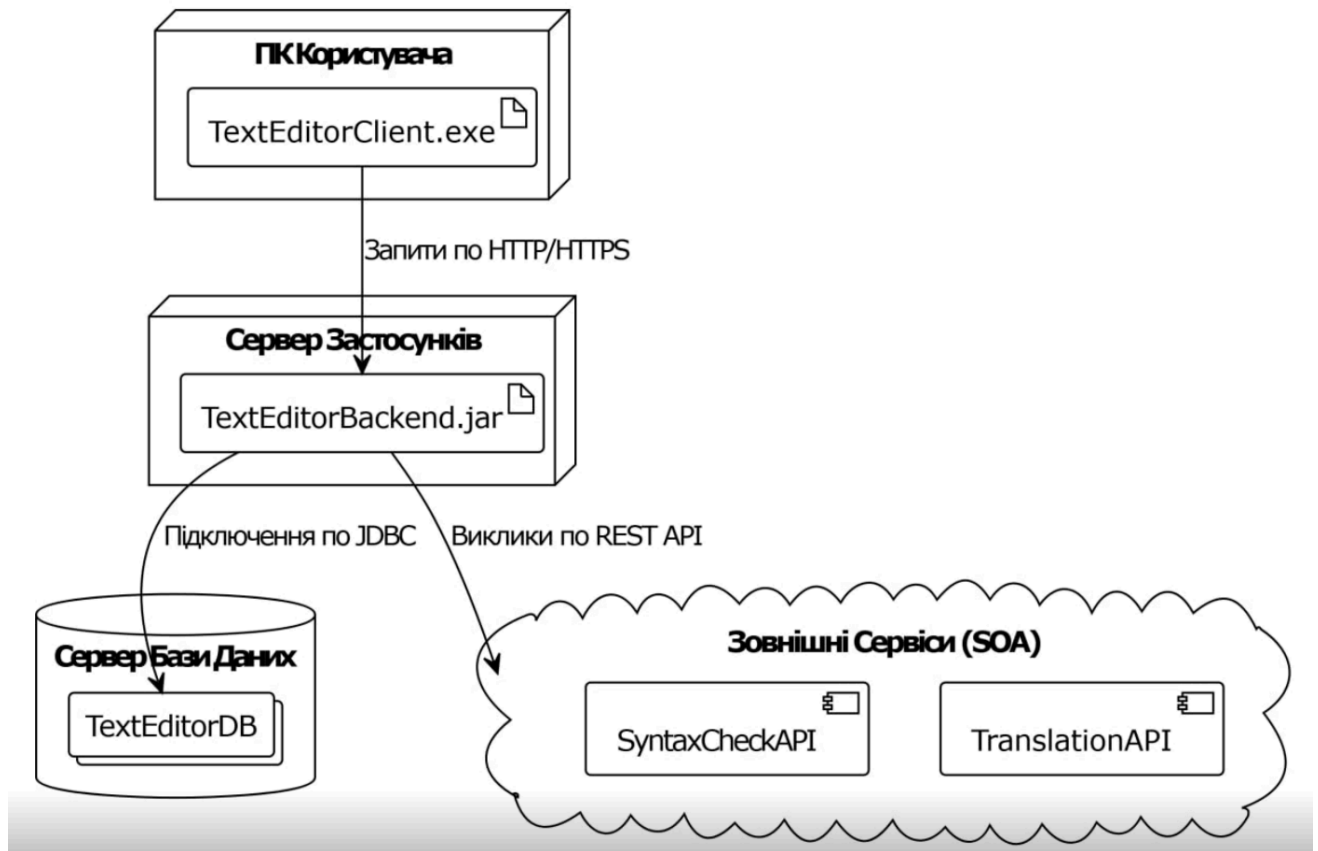 ПК Користувача
TextEditorClient.exe
Запити по HTTP/HTTPS
Сервер Застосунків
TextEditorBackend.jar
Підключення по JDBC
Виклики по REST API
Сервер Бази Даних
TextEditorDB
Зовнішні Сервіси (SOA)
SyntaxCheckAPI
TranslationAPI